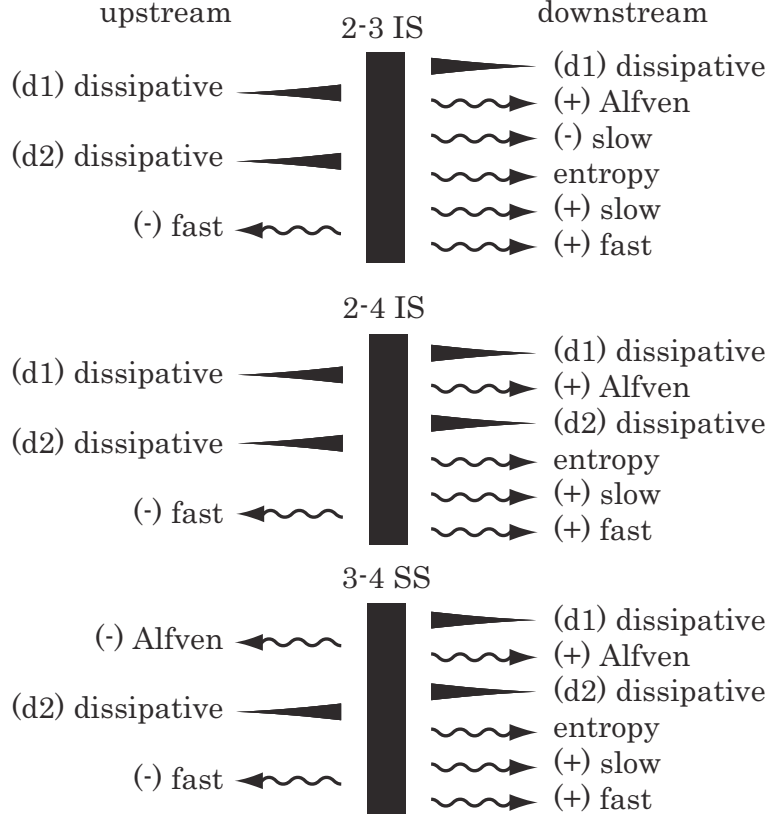 upstream downstream
2-3 IS
(d1) dissipative
(d2) dissipative
(-) fast
(d1) dissipative
(+) Alfven
(-) slow
entropy
(+) slow
(+) fast
2-4 IS
(d1) dissipative
(d2) dissipative
(-) fast
(d1) dissipative
(+) Alfven
(d2) dissipative
entropy
(+) slow
(+) fast
3-4 SS
(-) Alfven
(d2) dissipative
(-) fast
(d1) dissipative
(+) Alfven
(d2) dissipative
entropy
(+) slow
(+) fast